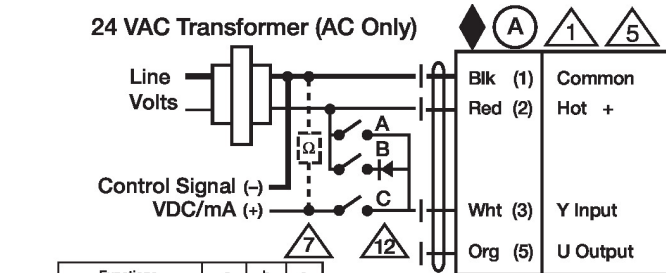 24 VAC Transformer (AC Only)
A 1 5
Line
Volts
Blk (1) Common
Red (2) Hot +
A
Ω
B
Control Signal (–)
VDC/mA (+)
C
Wht (3) Y Input
7
12
Org (5) U Output